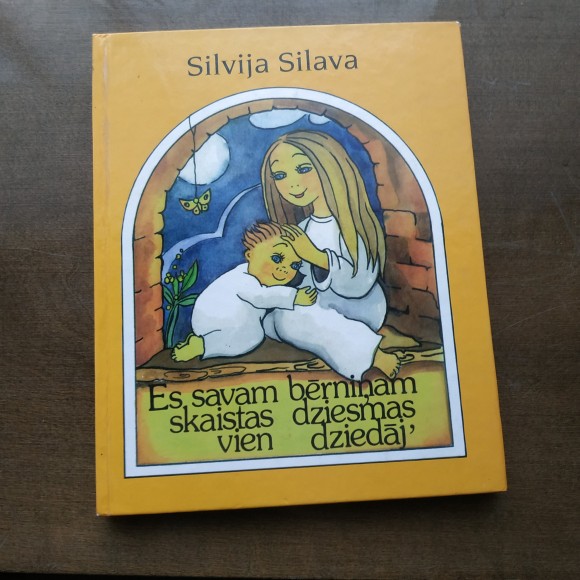 Silvija Silava
Es savam bērniņam
skaistas dziesmas
vien dziedāj'